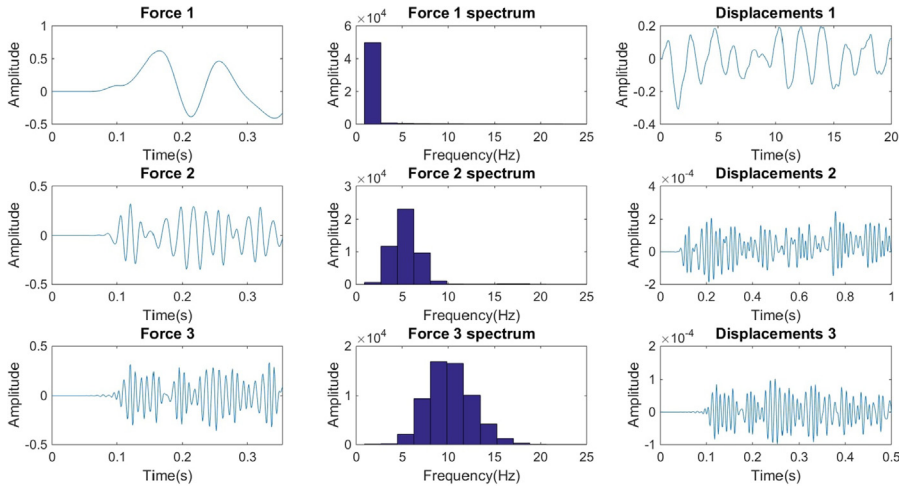 Force 1
Amplitude
1
0.5
0
-0.5
0 0.1 0.2 0.3
Time(s)
Force 1 spectrum
×10^4
Amplitude
6
4
2
0
0 5 10 15 20 25
Frequency(Hz)
Displacements 1
Amplitude
0.2
0
-0.2
-0.4
0 5 10 15 20
Time(s)
Force 2
Amplitude
0.5
0
-0.5
0 0.1 0.2 0.3
Time(s)
Force 2 spectrum
×10^4
Amplitude
3
2
1
0
0 5 10 15 20 25
Frequency(Hz)
Displacements 2
×10^-4
Amplitude
4
2
0
-2
0 0.2 0.4 0.6 0.8 1
Time(s)
Force 3
Amplitude
0.5
0
-0.5
0 0.1 0.2 0.3
Time(s)
Force 3 spectrum
×10^4
Amplitude
2
1
0
0 5 10 15 20 25
Frequency(Hz)
Displacements 3
×10^-4
Amplitude
2
1
0
-1
0 0.1 0.2 0.3 0.4 0.5
Time(s)